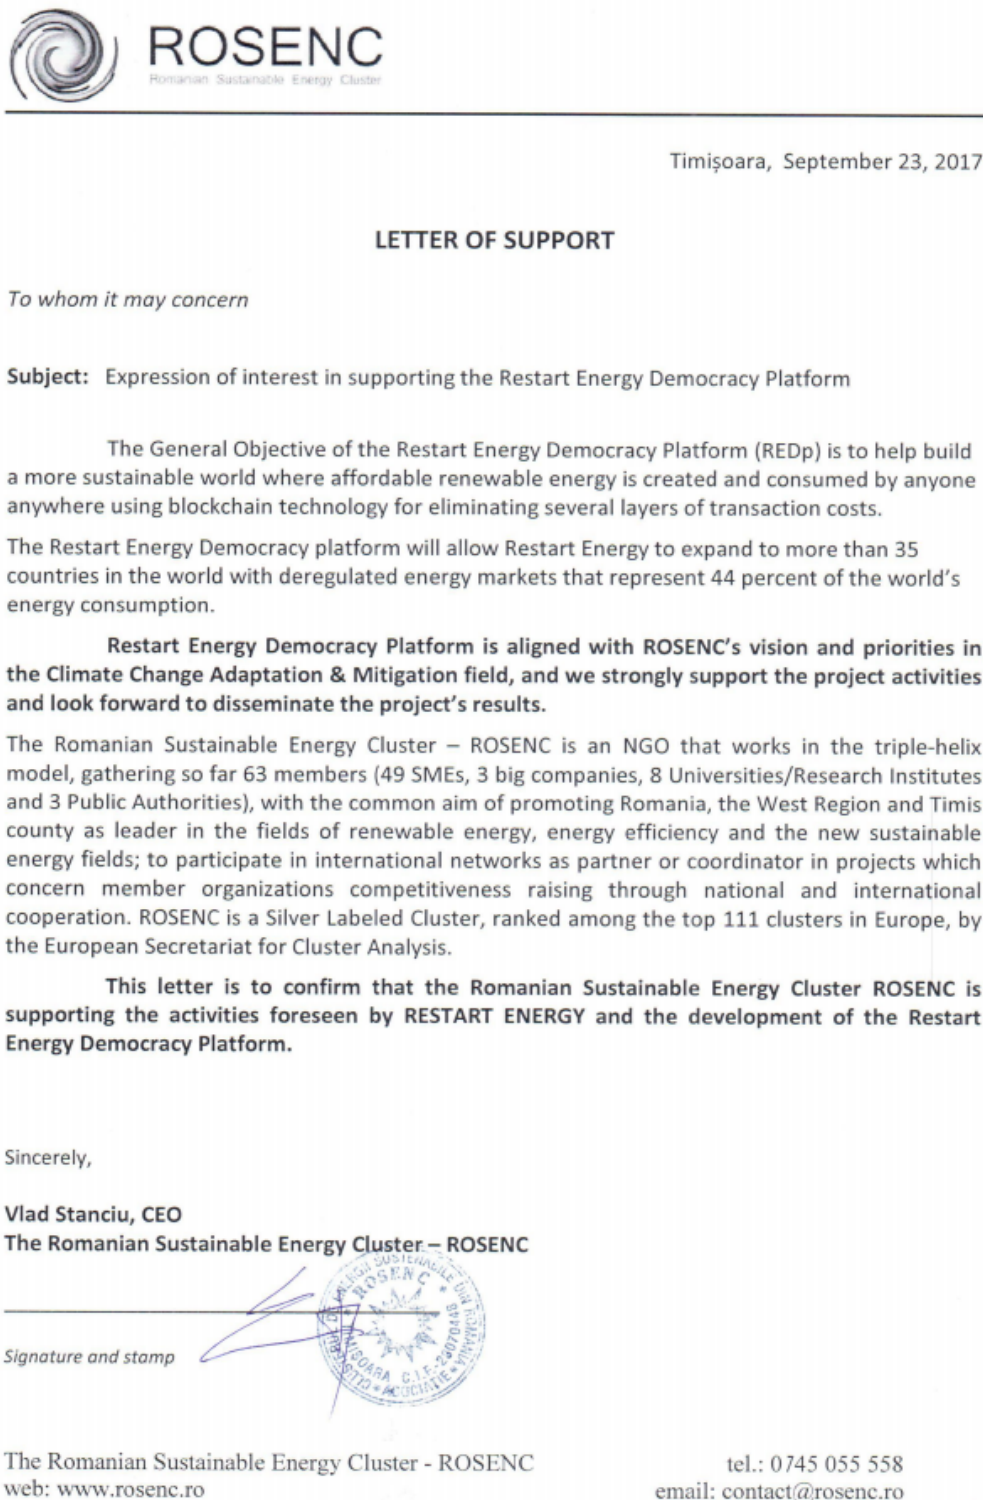 ROSENC
Romanian Sustainable Energy Cluster
Timișoara, September 23, 2017
LETTER OF SUPPORT
To whom it may concern
Subject: Expression of interest in supporting the Restart Energy Democracy Platform
The General Objective of the Restart Energy Democracy Platform (REDp) is to help build
a more sustainable world where affordable renewable energy is created and consumed by anyone
anywhere using blockchain technology for eliminating several layers of transaction costs.
The Restart Energy Democracy platform will allow Restart Energy to expand to more than 35
countries in the world with deregulated energy markets that represent 44 percent of the world's
energy consumption.
Restart Energy Democracy Platform is aligned with ROSENC's vision and priorities in
the Climate Change Adaptation & Mitigation field, and we strongly support the project activities
and look forward to disseminate the project's results.
The Romanian Sustainable Energy Cluster – ROSENC is an NGO that works in the triple-helix
model, gathering so far 63 members (49 SMEs, 3 big companies, 8 Universities/Research Institutes
and 3 Public Authorities), with the common aim of promoting Romania, the West Region and Timis
county as leader in the fields of renewable energy, energy efficiency and the new sustainable
energy fields; to participate in international networks as partner or coordinator in projects which
concern member organizations competitiveness raising through national and international
cooperation. ROSENC is a Silver Labeled Cluster, ranked among the top 111 clusters in Europe, by
the European Secretariat for Cluster Analysis.
This letter is to confirm that the Romanian Sustainable Energy Cluster ROSENC is
supporting the activities foreseen by RESTART ENERGY and the development of the Restart
Energy Democracy Platform.
Sincerely,
Vlad Stanciu, CEO
The Romanian Sustainable Energy Cluster – ROSENC
Signature and stamp
SUSTENABILE DIN ROMANIA
ROSENC
TIMISOARA C.I.F. 29070448
ASOCIATIE
The Romanian Sustainable Energy Cluster - ROSENC
tel.: 0745 055 558
web: www.rosenc.ro
email: contact@rosenc.ro